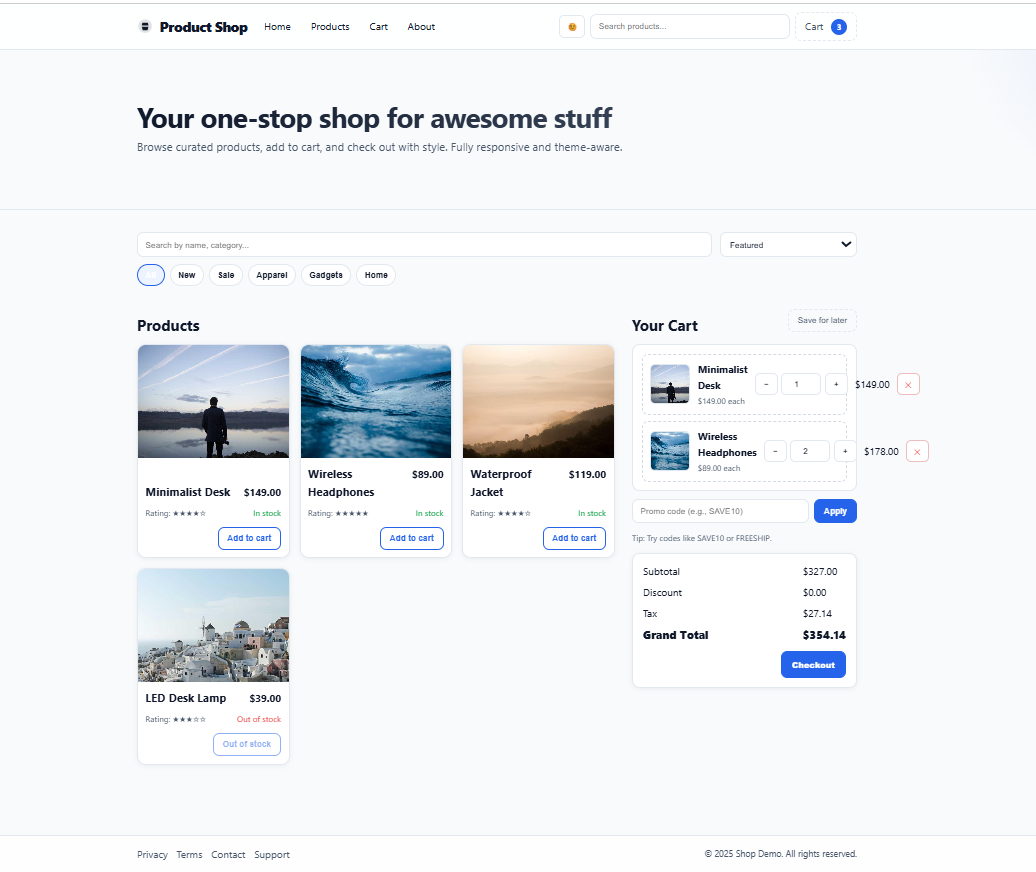 Product Shop
Home
Products
Cart
About
Search products...
Cart 3
Your one-stop shop for awesome stuff
Browse curated products, add to cart, and check out with style. Fully responsive and theme-aware.
Search by name, category...
Featured
New
Sale
Apparel
Gadgets
Home
Products
Minimalist Desk $149.00
Rating: ★★★★☆ In stock
Add to cart
Wireless
Headphones
$89.00
Rating: ★★★★★ In stock
Add to cart
Waterproof
Jacket
$119.00
Rating: ★★★★☆ In stock
Add to cart
LED Desk Lamp $39.00
Rating: ★★★☆☆ Out of stock
Out of stock
Your Cart
Save for later
Minimalist
Desk
$149.00 each
- 1 + $149.00 ×
Wireless
Headphones
$89.00 each
- 2 + $178.00 ×
Promo code (e.g., SAVE10)
Apply
Tip: Try codes like SAVE10 or FREESHIP.
Subtotal $327.00
Discount $0.00
Tax $27.14
Grand Total $354.14
Checkout
Privacy Terms Contact Support
© 2025 Shop Demo. All rights reserved.